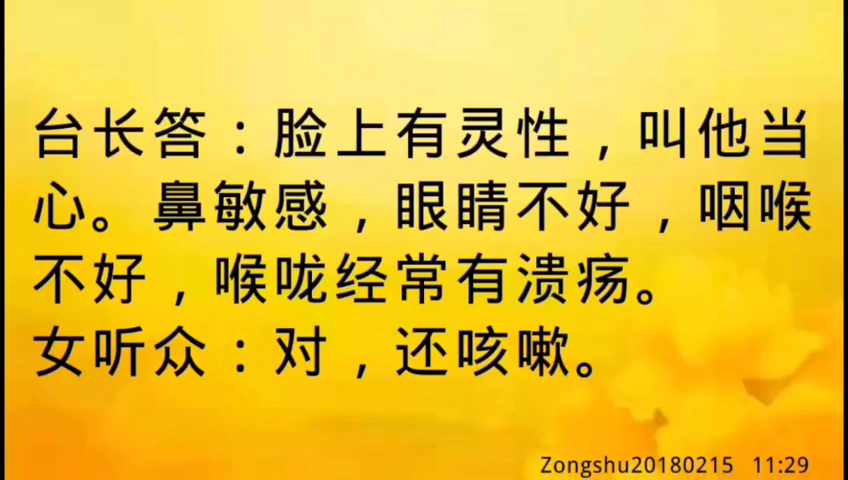 台长答：脸上有灵性，叫他当
心。鼻敏感，眼睛不好，咽喉
不好，喉咙经常有溃疡。
女听众：对，还咳嗽。
Zongshu20180215 11:29